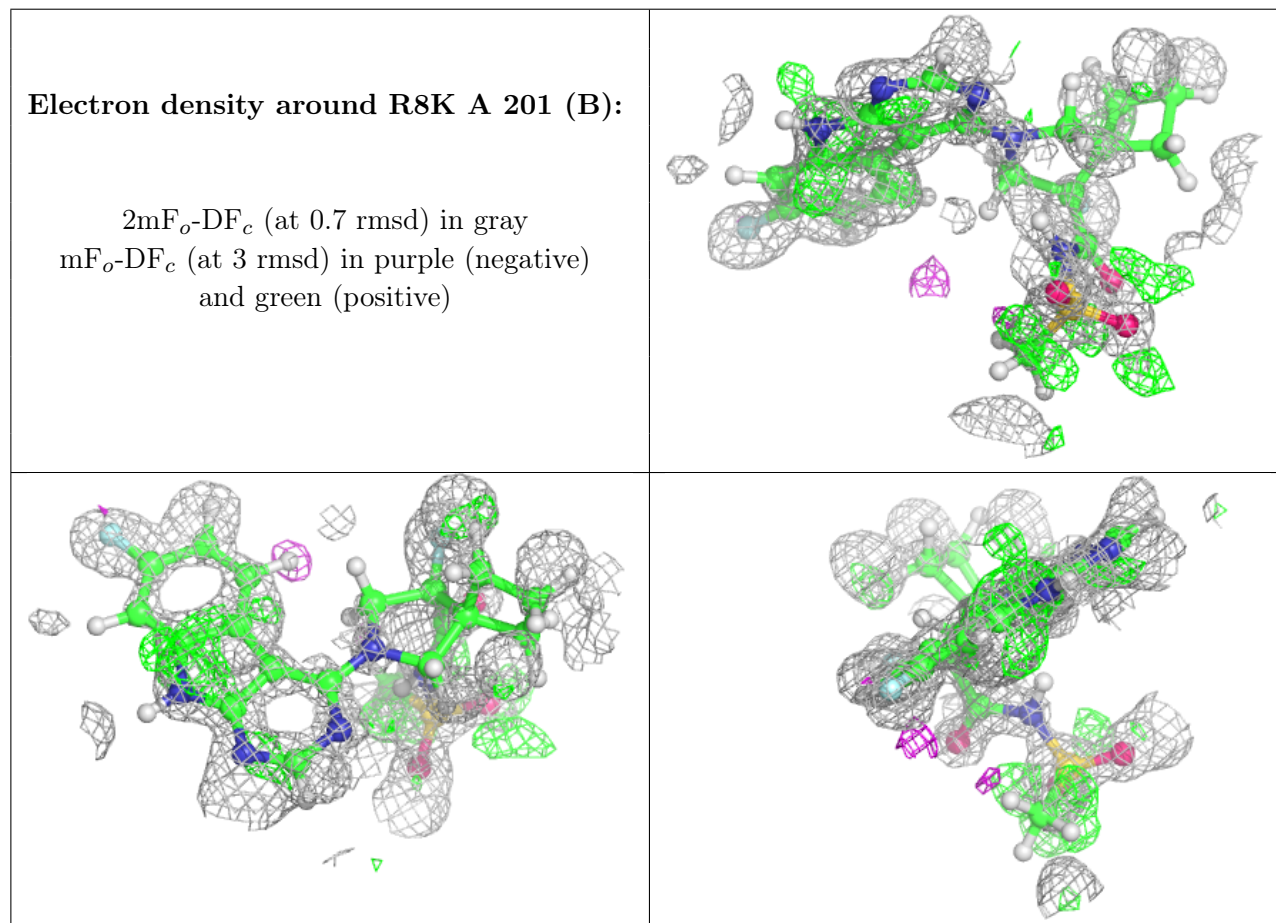 Electron density around R8K A 201 (B):
2mFo-DFc (at 0.7 rmsd) in gray
mFo-DFc (at 3 rmsd) in purple (negative)
and green (positive)